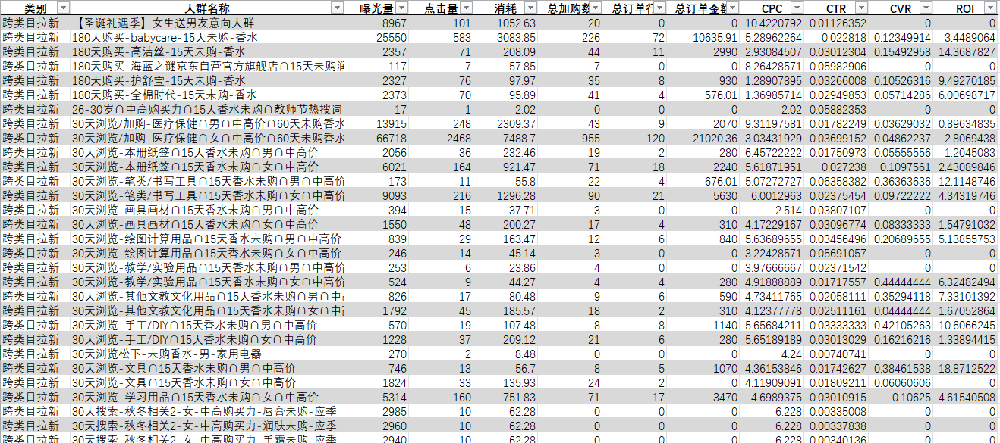 类别 人群名称 曝光量 点击量 消耗 总加购数 总订单行 总订单金额 CPC CTR CVR ROI
跨类目拉新 【圣诞礼遇季】女生送男友意向人群 8967 101 1052.63 20 0 0 10.4220792 0.01126352 0 0
跨类目拉新 180天购买-babycare-15天未购-香水 25550 583 3083.85 226 72 10635.91 5.28962264 0.022818 0.12349914 3.4489064
跨类目拉新 180天购买-高洁丝-15天未购-香水 2357 71 208.09 44 11 2990 2.93084507 0.03012304 0.15492958 14.3687827
跨类目拉新 180天购买-海蓝之谜京东自营官方旗舰店∩15天未购润 117 7 57.85 7 0 0 8.26428571 0.05982906 0 0
跨类目拉新 180天购买-护舒宝-15天未购-香水 2327 76 97.97 35 8 930 1.28907895 0.03266008 0.10526316 9.49270185
跨类目拉新 180天购买-全棉时代-15天未购-香水 2373 70 95.89 41 4 576.01 1.36985714 0.02949853 0.05714286 6.00698717
跨类目拉新 26-30岁∩中高购买力∩15天香水未购∩教师节热搜词 17 1 2.02 0 0 0 2.02 0.05882353 0 0
跨类目拉新 30天浏览/加购-医疗保健∩男∩中高价∩60天未购香水 13915 248 2309.37 43 9 2070 9.31197581 0.01782249 0.03629032 0.89634835
跨类目拉新 30天浏览/加购-医疗保健∩女∩中高价∩60天未购香水 66718 2468 7488.7 955 120 21020.36 3.03431929 0.03699152 0.04862237 2.8069438
跨类目拉新 30天浏览-本册纸签∩15天香水未购∩男∩中高价 2056 36 232.46 19 2 280 6.45722222 0.01750973 0.05555556 1.2045083
跨类目拉新 30天浏览-本册纸签∩15天香水未购∩女∩中高价 6021 164 921.47 71 18 2240 5.61871951 0.027238 0.1097561 2.43089846
跨类目拉新 30天浏览-笔类/书写工具∩15天香水未购∩男∩中高价 173 11 55.8 22 4 676.01 5.07272727 0.06358382 0.36363636 12.1148746
跨类目拉新 30天浏览-笔类/书写工具∩15天香水未购∩女∩中高价 9093 216 1296.28 90 21 5630 6.0012963 0.02375454 0.09722222 4.34319746
跨类目拉新 30天浏览-画具画材∩15天香水未购∩男∩中高价 394 15 37.71 3 0 0 2.514 0.03807107 0 0
跨类目拉新 30天浏览-画具画材∩15天香水未购∩女∩中高价 1550 48 200.27 17 4 310 4.17229167 0.03096774 0.08333333 1.54791032
跨类目拉新 30天浏览-绘图计算用品∩15天香水未购∩男∩中高价 839 29 163.47 12 6 840 5.63689655 0.03456496 0.20689655 5.13855753
跨类目拉新 30天浏览-绘图计算用品∩15天香水未购∩女∩中高价 246 14 45.14 3 0 0 3.22428571 0.05691057 0 0
跨类目拉新 30天浏览-教学/实验用品∩15天香水未购∩男∩中高价 253 6 23.86 4 0 0 3.97666667 0.02371542 0 0
跨类目拉新 30天浏览-教学/实验用品∩15天香水未购∩女∩中高价 524 9 44.27 4 4 280 4.91888889 0.01717557 0.44444444 6.32482494
跨类目拉新 30天浏览-其他文教文化用品∩15天香水未购∩男∩中 826 17 80.48 9 6 590 4.73411765 0.02058111 0.35294118 7.33101392
跨类目拉新 30天浏览-其他文教文化用品∩15天香水未购∩女∩中 1792 45 185.57 18 2 310 4.12377778 0.02511161 0.04444444 1.67052864
跨类目拉新 30天浏览-手工/DIY∩15天香水未购∩男∩中高价 570 19 107.48 8 8 1140 5.65684211 0.03333333 0.42105263 10.6066245
跨类目拉新 30天浏览-手工/DIY∩15天香水未购∩女∩中高价 1228 37 209.12 21 6 280 5.65189189 0.03013029 0.16216216 1.33894415
跨类目拉新 30天浏览松下-未购香水-男-家用电器 270 2 8.48 0 0 0 4.24 0.00740741 0 0
跨类目拉新 30天浏览-文具∩15天香水未购∩男∩中高价 746 13 56.7 8 5 1070 4.36153846 0.01742627 0.38461538 18.8712522
跨类目拉新 30天浏览-文具∩15天香水未购∩女∩中高价 1824 33 135.93 24 2 0 4.11909091 0.01809211 0.06060606 0
跨类目拉新 30天浏览-学习用品∩15天香水未购∩女∩中高价 5314 160 751.83 71 17 3470 4.6989375 0.03010915 0.10625 4.61540508
跨类目拉新 30天搜索-秋冬相关2-女-中高购买力-唇膏未购-应季 2985 10 62.28 0 0 0 6.228 0.00335008 0 0
跨类目拉新 30天搜索-秋冬相关2-女-中高购买力-润肤未购-应季 2960 10 62.28 0 0 0 6.228 0.00337838 0 0
跨类目拉新 30天搜索-秋冬相关2-女-中高购买力-手霜未购-应季 2940 10 62.28 0 0 0 6.228 0.00340136 0 0